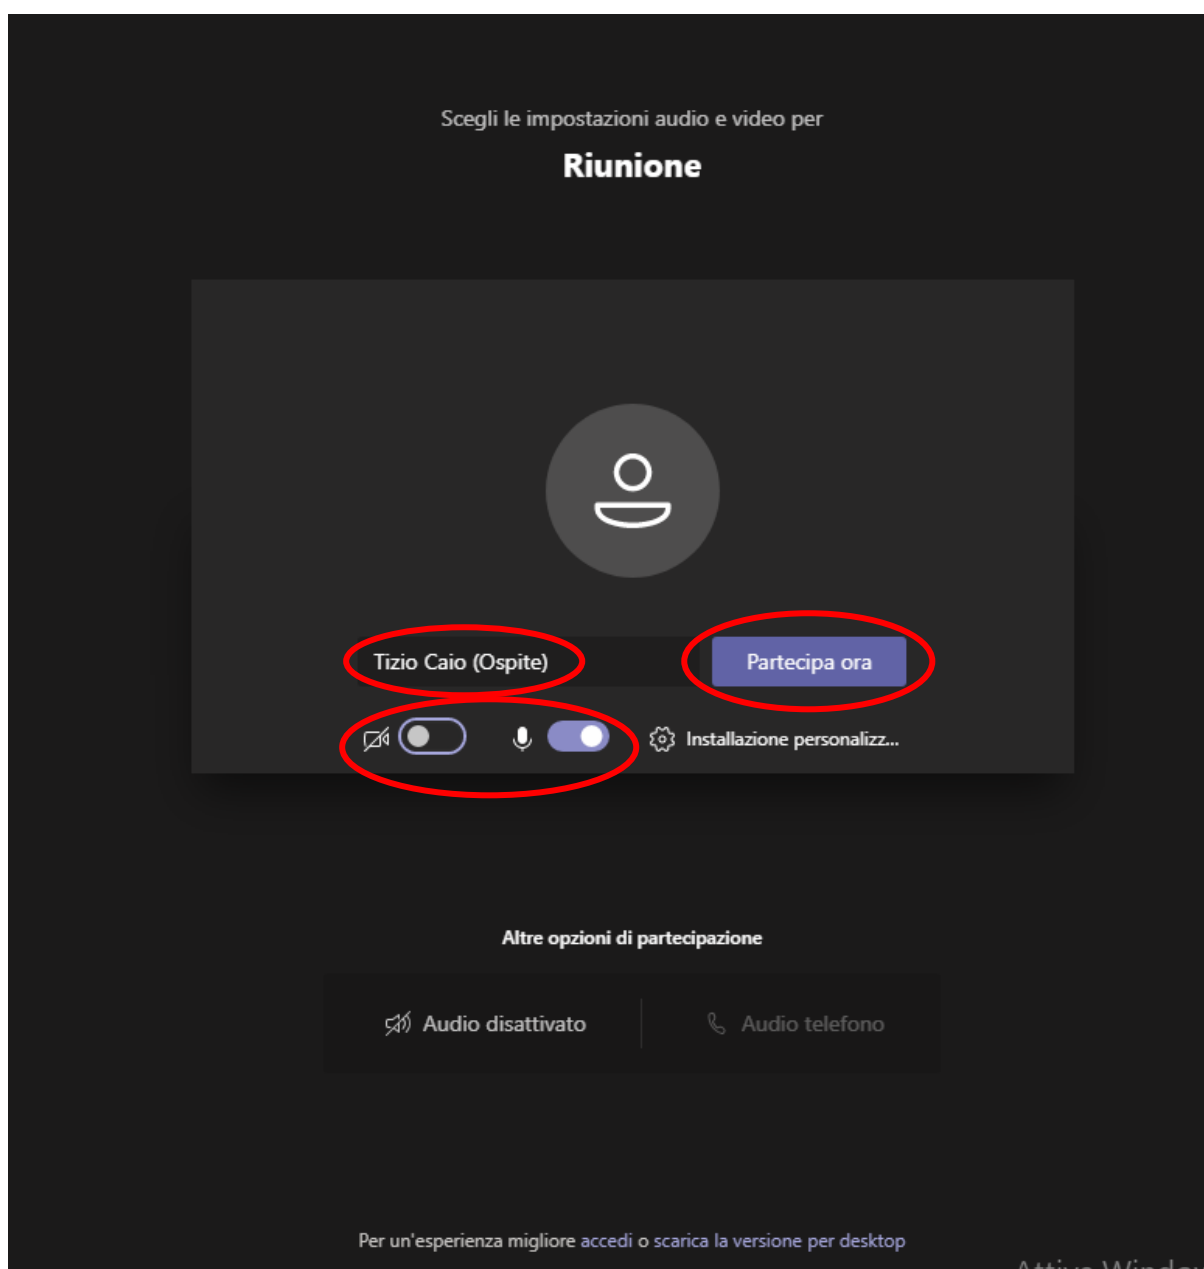 Scegli le impostazioni audio e video per
Riunione
Tizio Caio (Ospite)
Partecipa ora
Installazione personalizz...
Altre opzioni di partecipazione
Audio disattivato
Audio telefono
Per un'esperienza migliore accedi o scarica la versione per desktop